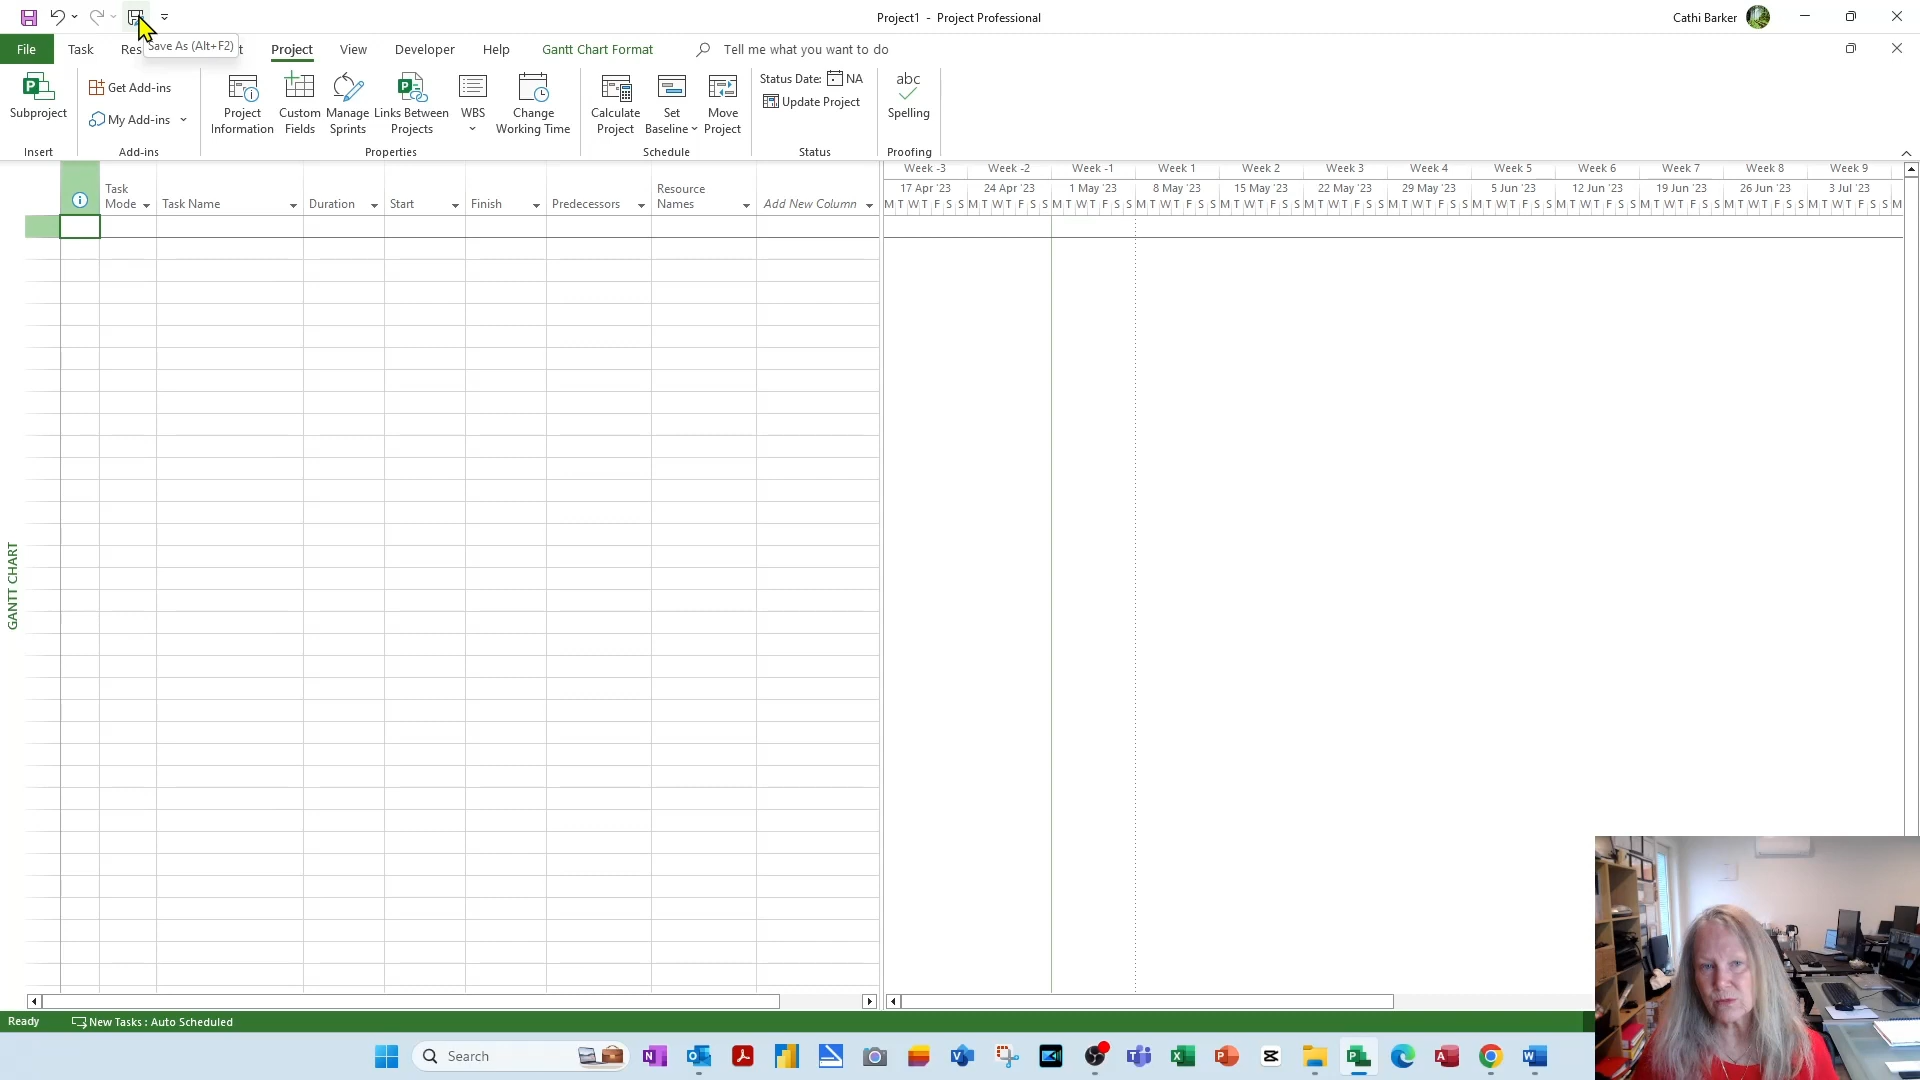 Project1 - Project Professional
Cathi Barker
File
Task
Res
t
Project
View
Developer
Help
Gantt Chart Format
Tell me what you want to do
Save As (Alt+F2)
Subproject
Insert
Get Add-ins
My Add-ins
Add-ins
Project
Information
Custom
Fields
Manage
Sprints
Links Between
Projects
WBS
Change
Working Time
Properties
Calculate
Project
Set
Baseline
Move
Project
Schedule
Status Date:
NA
Update Project
Status
abc
Spelling
Proofing
Task
Mode
Task Name
Duration
Start
Finish
Predecessors
Resource
Names
Add New Column
Week -3 Week -2 Week -1 Week 1 Week 2 Week 3 Week 4 Week 5 Week 6 Week 7 Week 8 Week 9
17 Apr '23 24 Apr '23 1 May '23 8 May '23 15 May '23 22 May '23 29 May '23 5 Jun '23 12 Jun '23 19 Jun '23 26 Jun '23 3 Jul '23
M T W T F S S M T W T F S S M T W T F S S M T W T F S S M T W T F S S M T W T F S S M T W T F S S M T W T F S S M T W T F S S M T W T F S S M T W T F S S M T W T F S S M
GANTT CHART
Ready
New Tasks : Auto Scheduled
Search